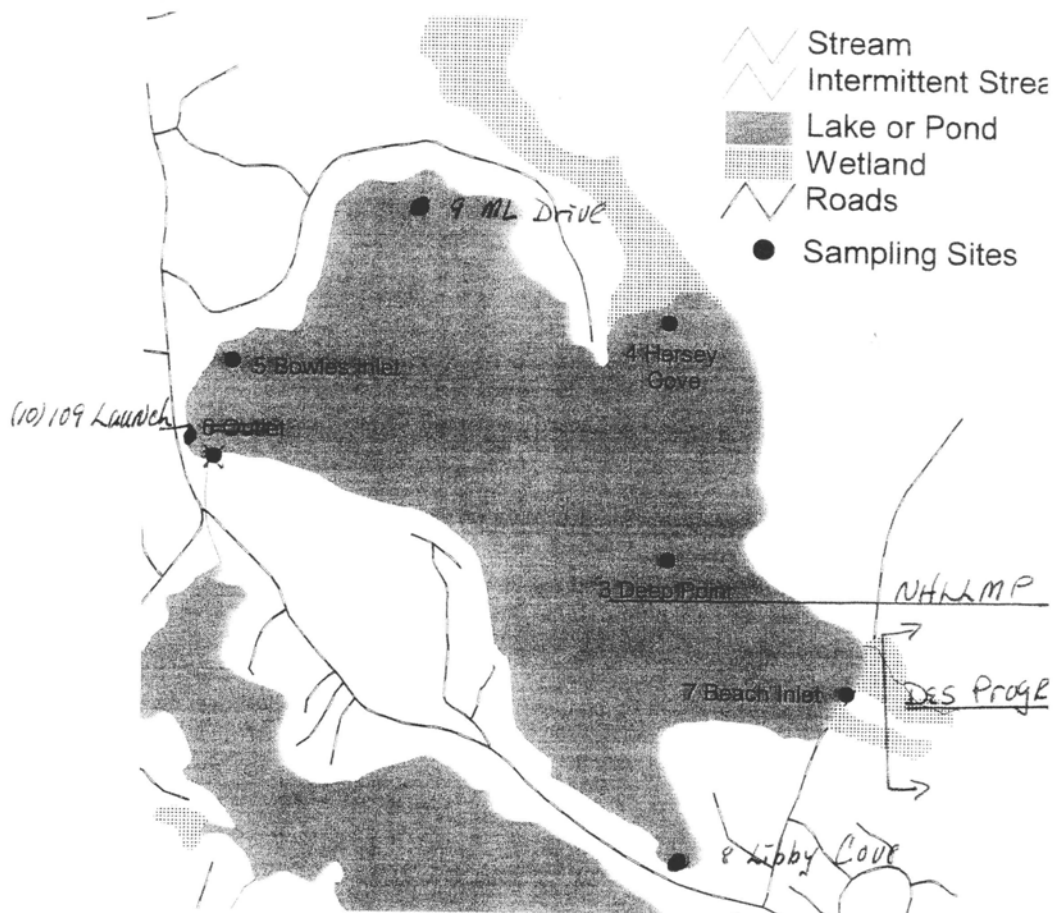 Stream
Intermittent Strea
Lake or Pond
Wetland
Roads
Sampling Sites
9 ML Drive
4 Hersey
Cove
5 Bowles Inlet
(10) 109 Launch
6 Outlet
3 Deep Point
NHLLMP
7 Beach Inlet
DES Progr
8 Libby Cove